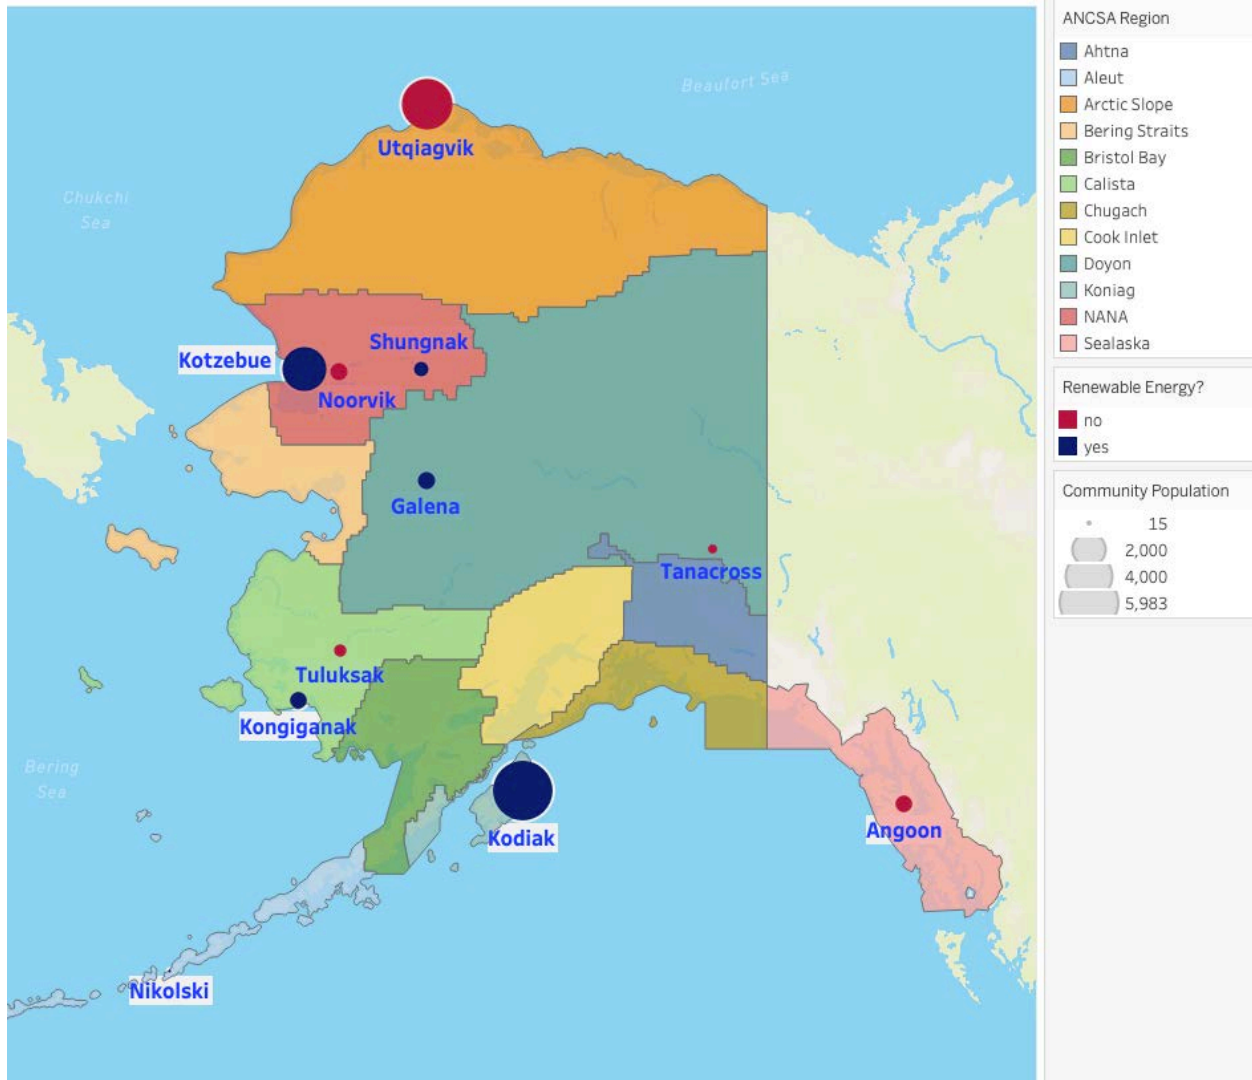 Beaufort Sea
Utqiagvik
Chukchi
Sea
Kotzebue
Shungnak
Noorvik
Galena
Tanacross
Tuluksak
Kongiganak
Bering
Sea
Kodiak
Angoon
Nikolski
ANCSA Region
Ahtna
Aleut
Arctic Slope
Bering Straits
Bristol Bay
Calista
Chugach
Cook Inlet
Doyon
Koniag
NANA
Sealaska
Renewable Energy?
no
yes
Community Population
15
2,000
4,000
5,983